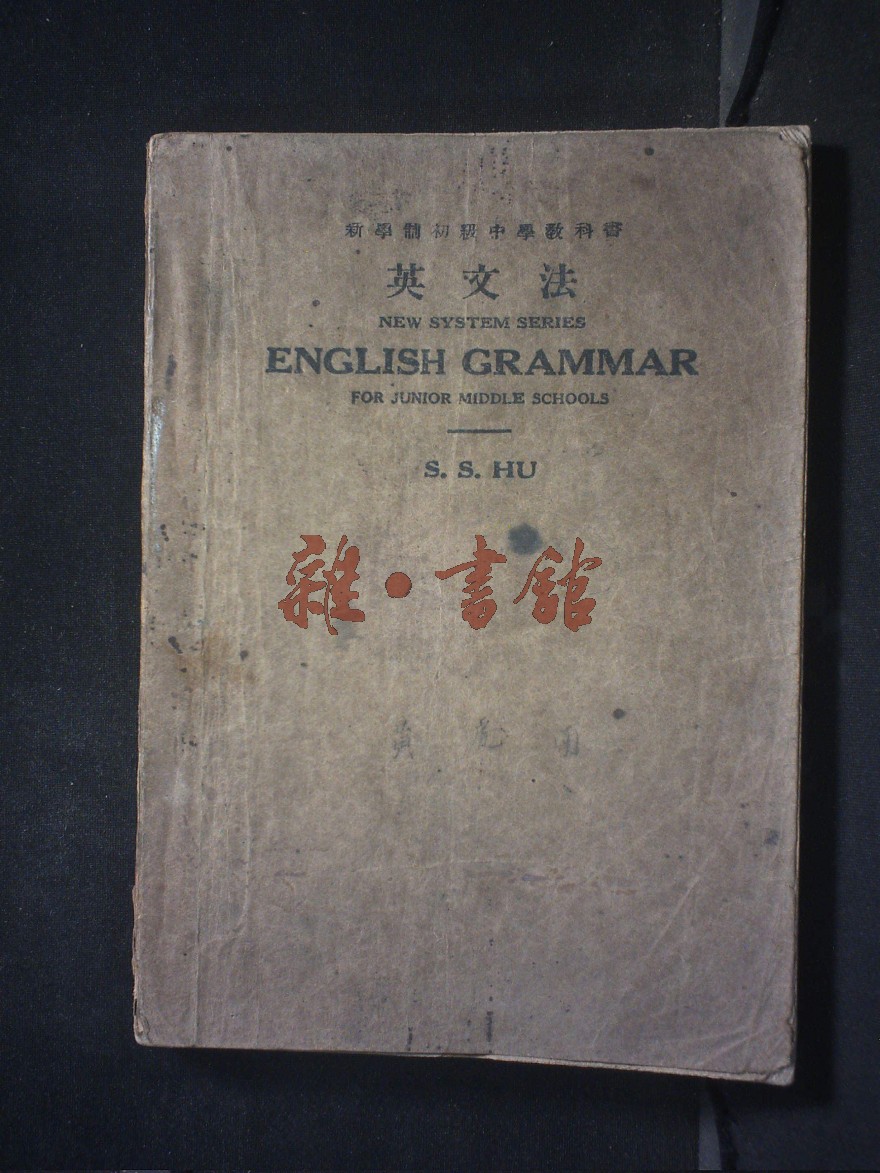 新學制初級中學教科書
英文法
NEW SYSTEM SERIES
ENGLISH GRAMMAR
FOR JUNIOR MIDDLE SCHOOLS
S. S. HU
雜·書館